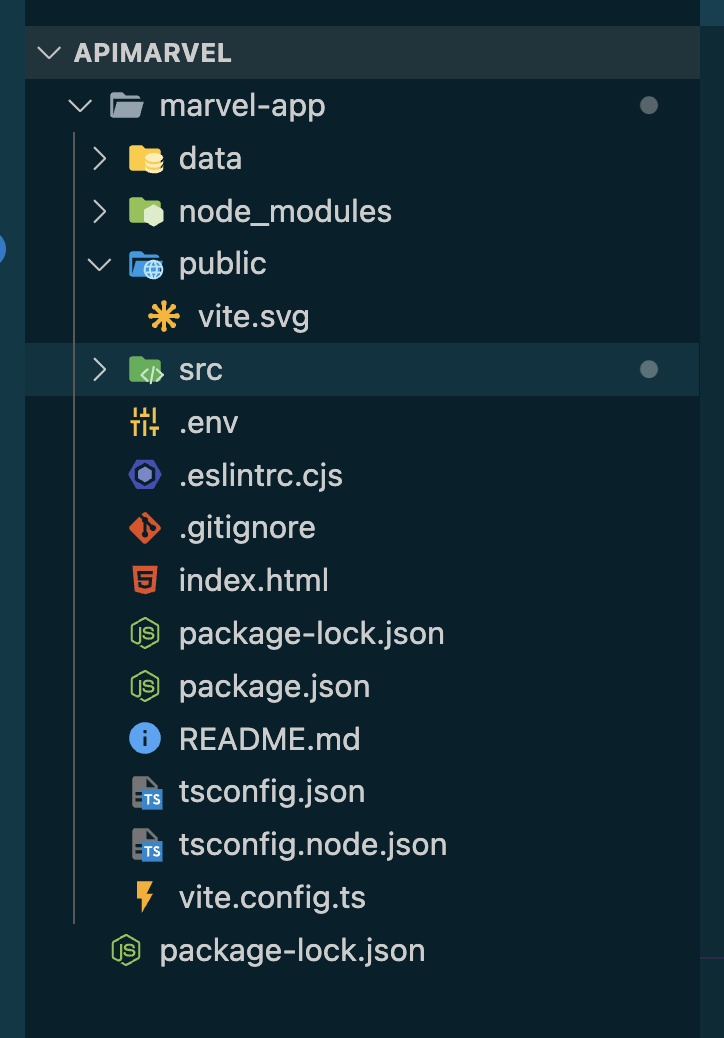 APIMARVEL
marvel-app
data
node_modules
public
vite.svg
src
.env
.eslintrc.cjs
.gitignore
index.html
package-lock.json
package.json
README.md
tsconfig.json
tsconfig.node.json
vite.config.ts
package-lock.json